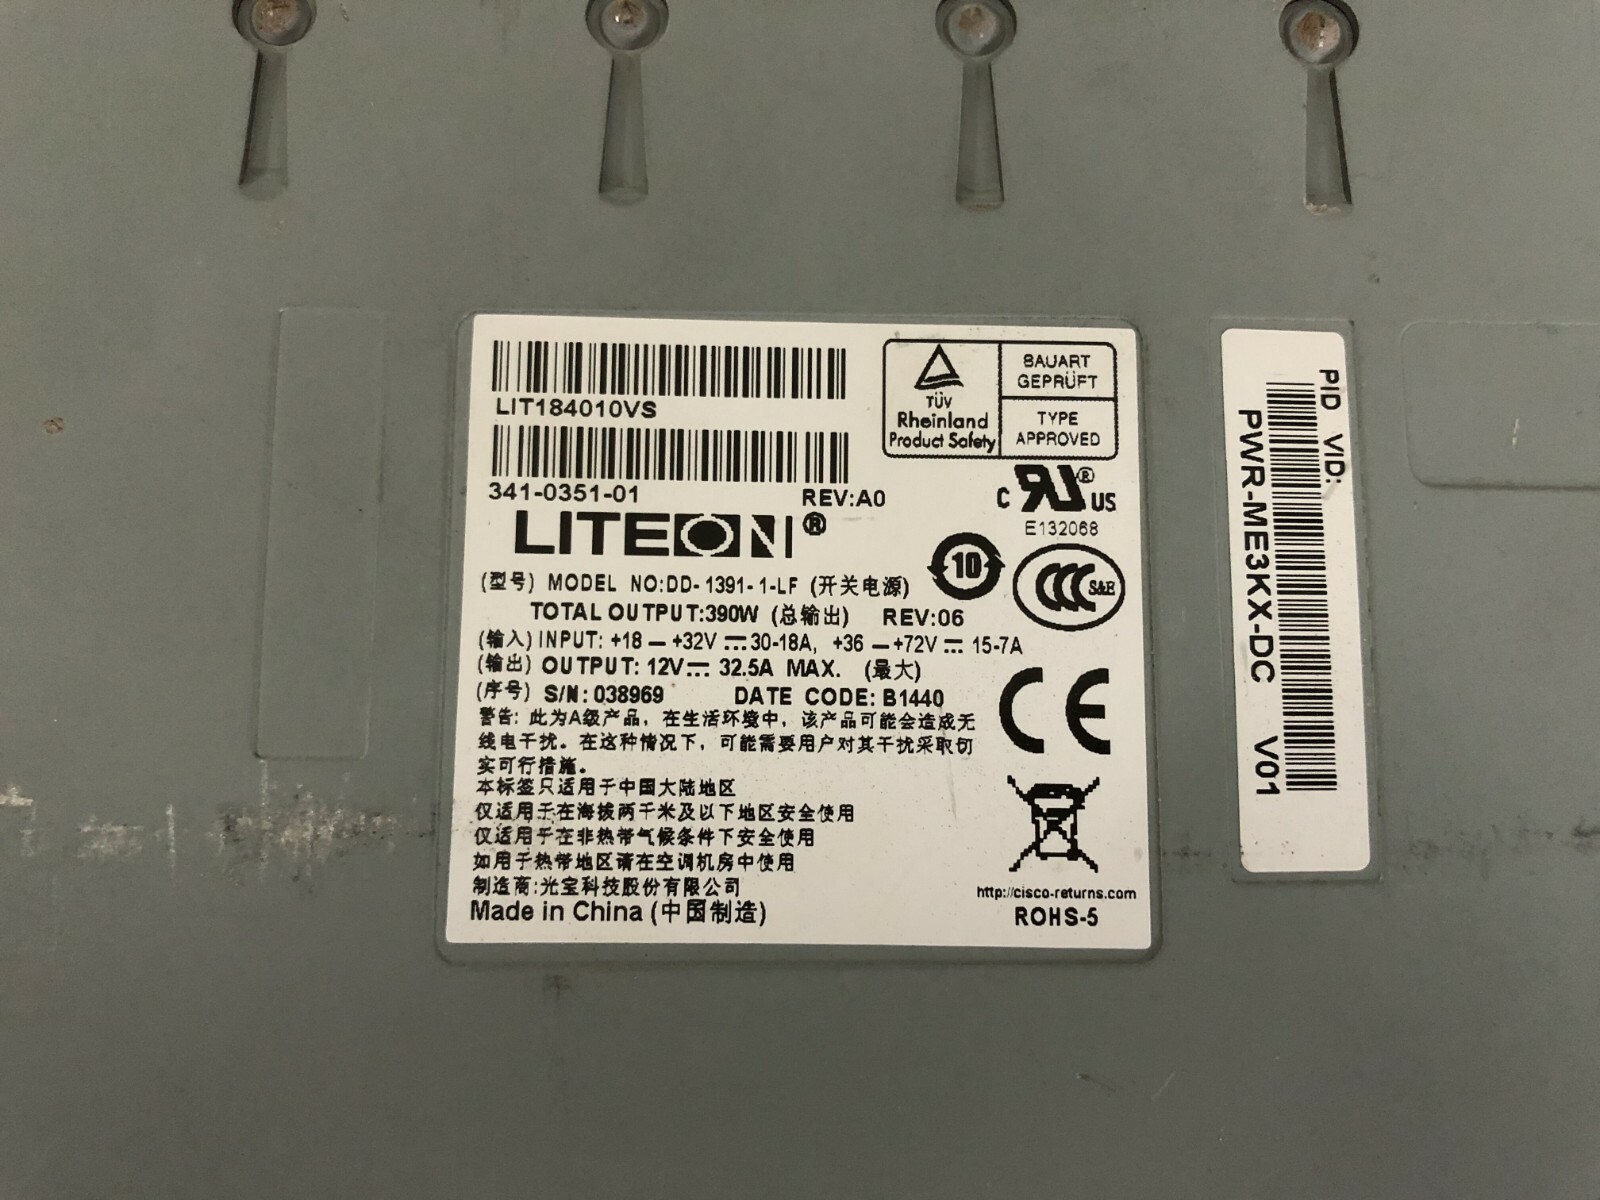 LIT184010VS
341-0351-01 REV:A0
LITEON®
(型号) MODEL NO:DD-1391-1-LF (开关电源)
TOTAL OUTPUT:390W (总输出) REV:06
(输入) INPUT: +18 — +32V ⎓ 30-18A, +36 — +72V ⎓ 15-7A
(输出) OUTPUT: 12V ⎓ 32.5A MAX. (最大)
(序号) S/N: 038969 DATE CODE: B1440
警告: 此为A级产品，在生活环境中，该产品可能会造成无
线电干扰。在这种情况下，可能需要用户对其干扰采取切
实可行措施。
本标签只适用于中国大陆地区
仅适用于在海拔两千米及以下地区安全使用
仅适用于在非热带气候条件下安全使用
如用于热带地区请在空调机房中使用
制造商:光宝科技股份有限公司
Made in China (中国制造)
TÜV
Rheinland
Product Safety
BAUART
GEPRÜFT
TYPE
APPROVED
C RU® US
E132068
10
CCC S&E
CE
http://cisco-returns.com
ROHS-5
PID VID:
PWR-ME3KX-DC V01